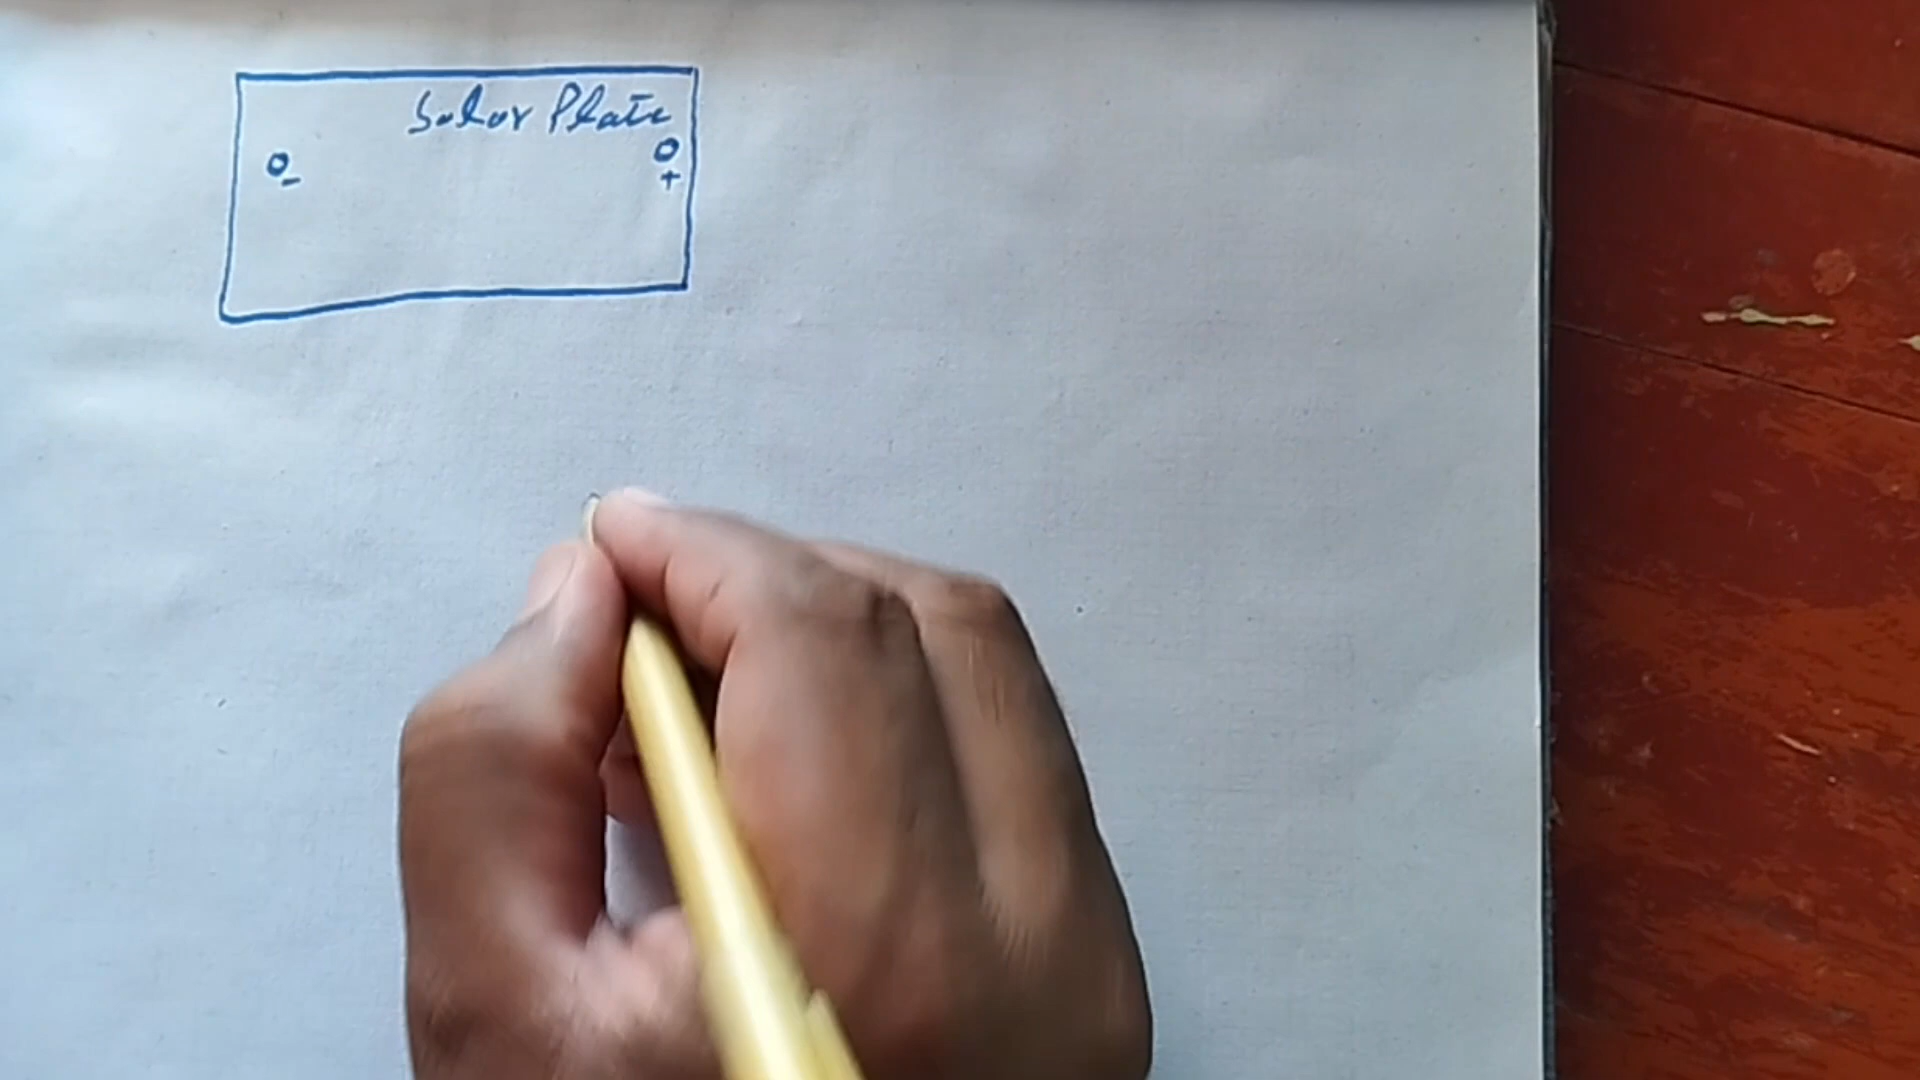 Solar Plate
o o
- +